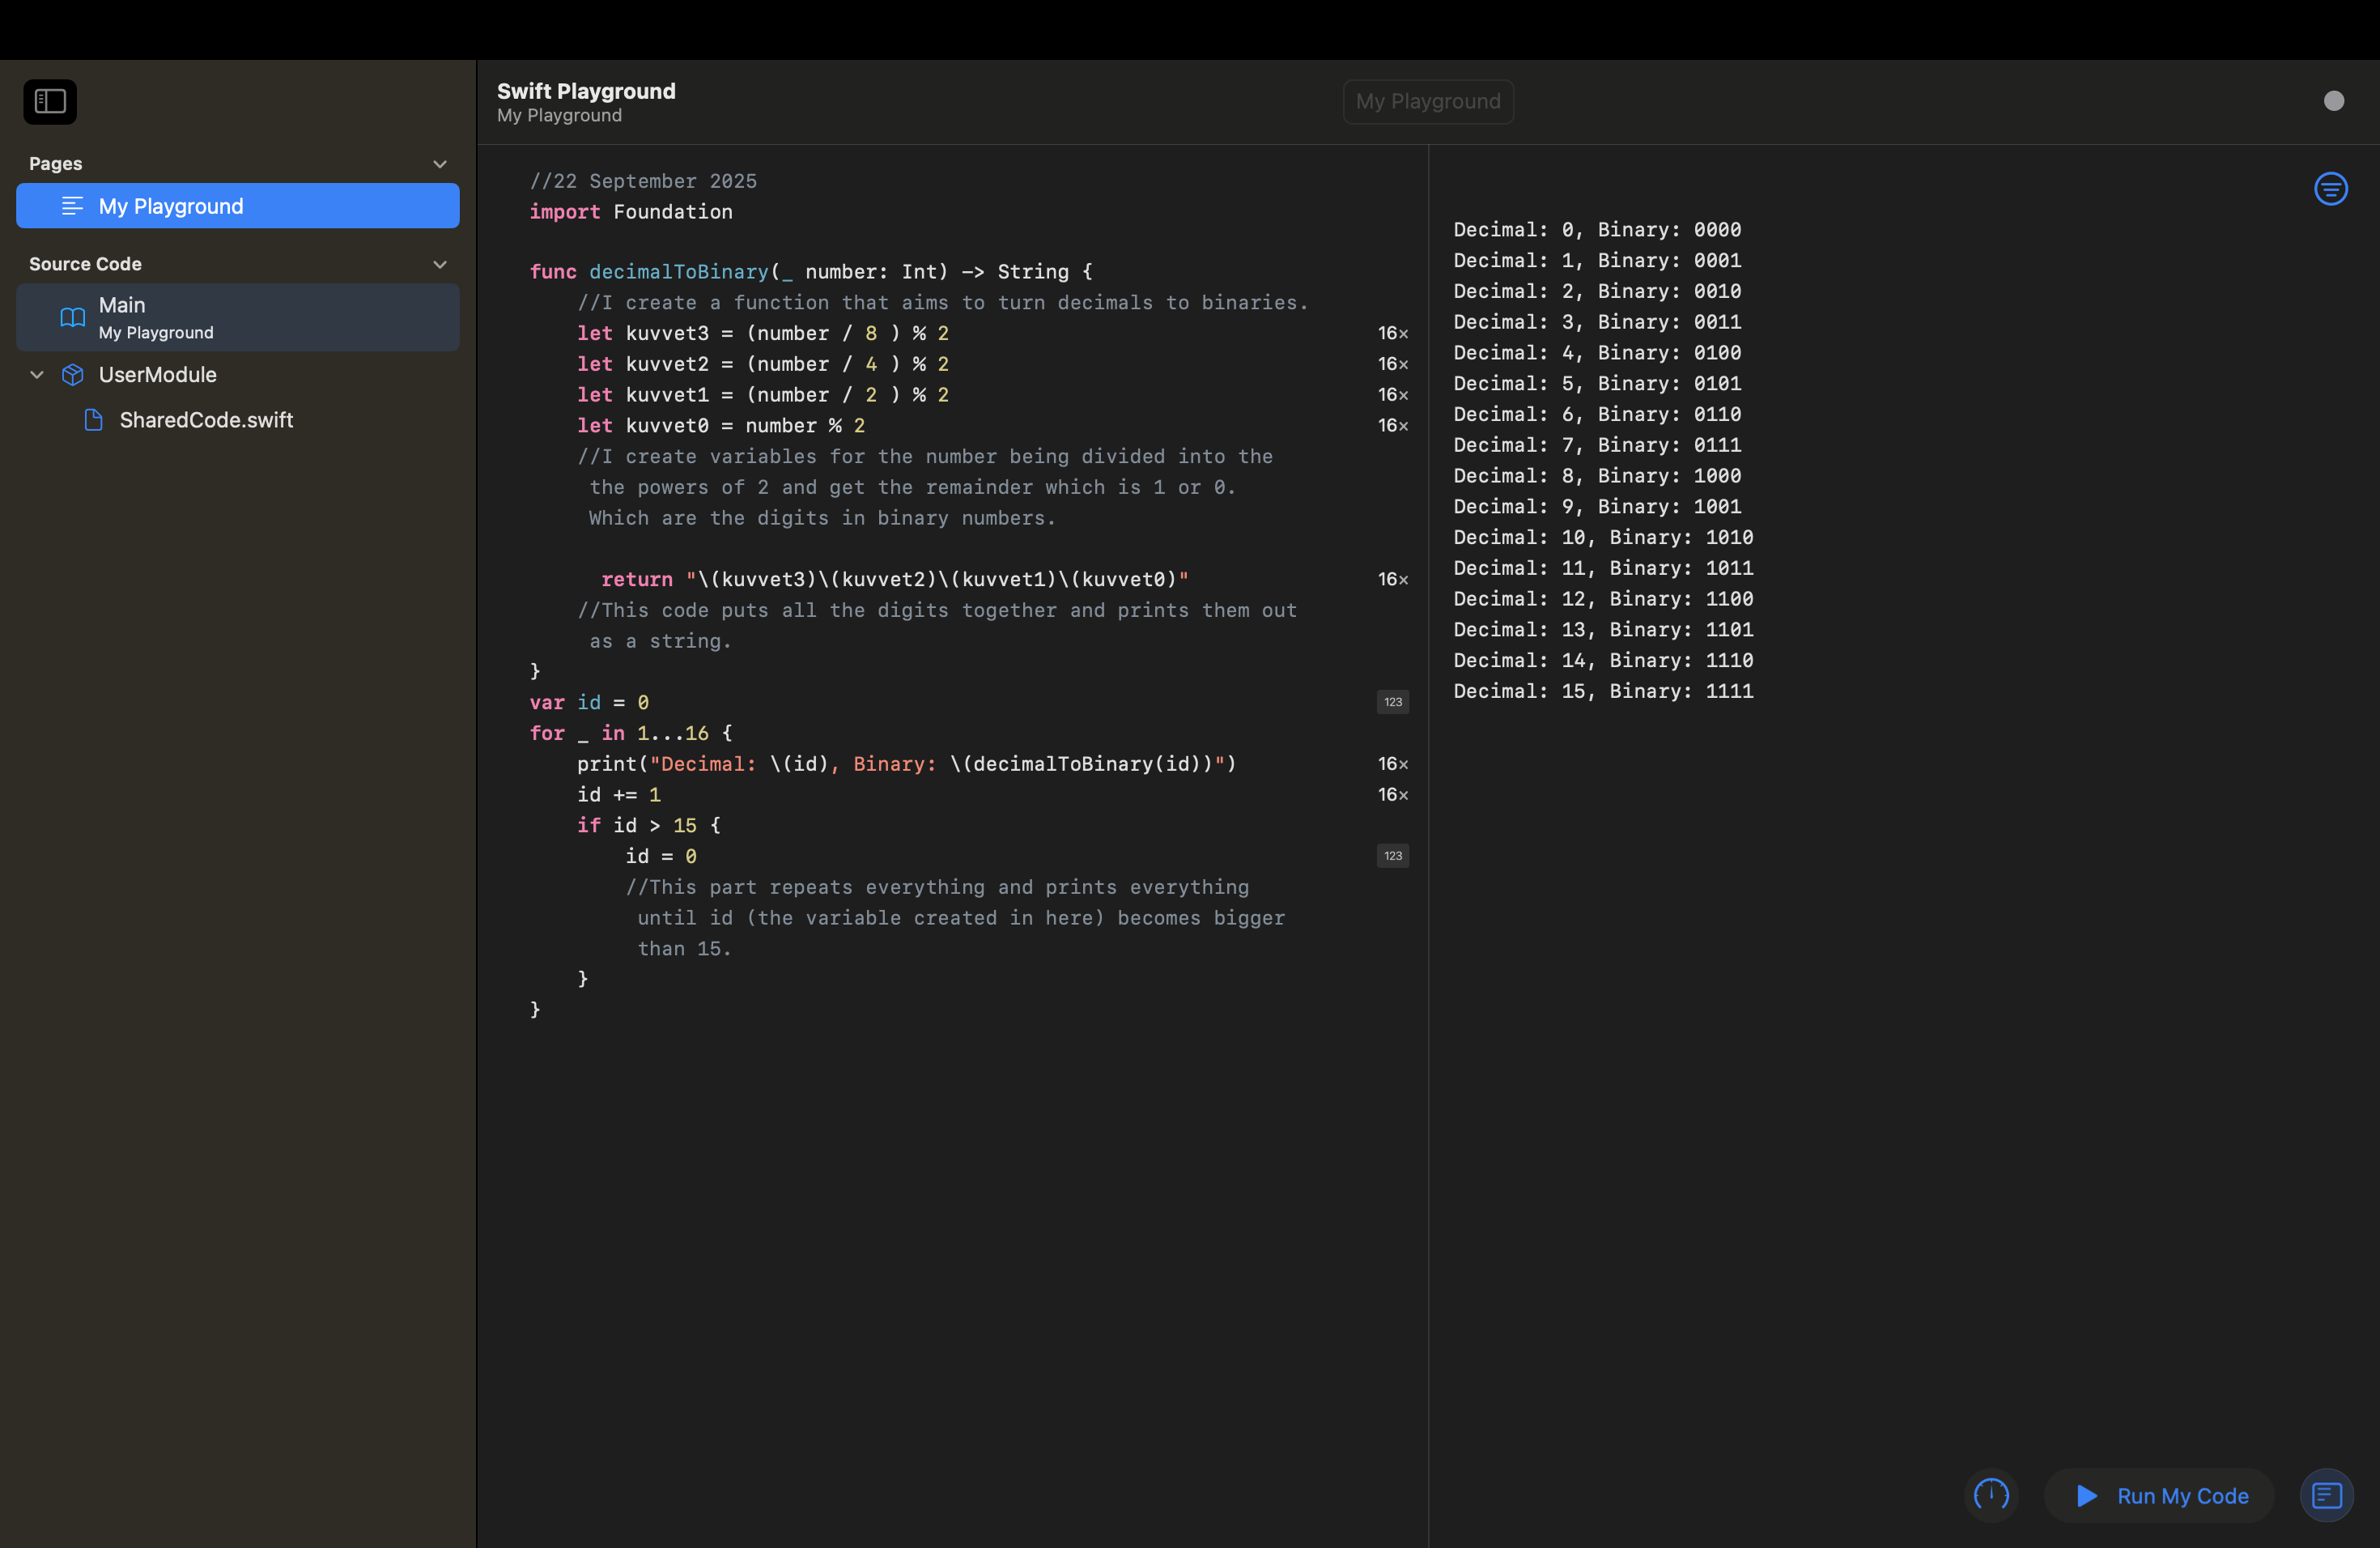 Pages
My Playground
Source Code
Main
My Playground
UserModule
SharedCode.swift
Swift Playground
My Playground
My Playground
//22 September 2025
import Foundation
func decimalToBinary(_ number: Int) -> String {
//I create a function that aims to turn decimals to binaries.
let kuvvet3 = (number / 8 ) % 2
16×
let kuvvet2 = (number / 4 ) % 2
16×
let kuvvet1 = (number / 2 ) % 2
16×
let kuvvet0 = number % 2
16×
//I create variables for the number being divided into the
the powers of 2 and get the remainder which is 1 or 0.
Which are the digits in binary numbers.
return "\(kuvvet3)\(kuvvet2)\(kuvvet1)\(kuvvet0)"
16×
//This code puts all the digits together and prints them out
as a string.
}
var id = 0
123
for _ in 1...16 {
print("Decimal: \(id), Binary: \(decimalToBinary(id))")
16×
id += 1
16×
if id > 15 {
id = 0
123
//This part repeats everything and prints everything
until id (the variable created in here) becomes bigger
than 15.
}
}
Decimal: 0, Binary: 0000
Decimal: 1, Binary: 0001
Decimal: 2, Binary: 0010
Decimal: 3, Binary: 0011
Decimal: 4, Binary: 0100
Decimal: 5, Binary: 0101
Decimal: 6, Binary: 0110
Decimal: 7, Binary: 0111
Decimal: 8, Binary: 1000
Decimal: 9, Binary: 1001
Decimal: 10, Binary: 1010
Decimal: 11, Binary: 1011
Decimal: 12, Binary: 1100
Decimal: 13, Binary: 1101
Decimal: 14, Binary: 1110
Decimal: 15, Binary: 1111
Run My Code